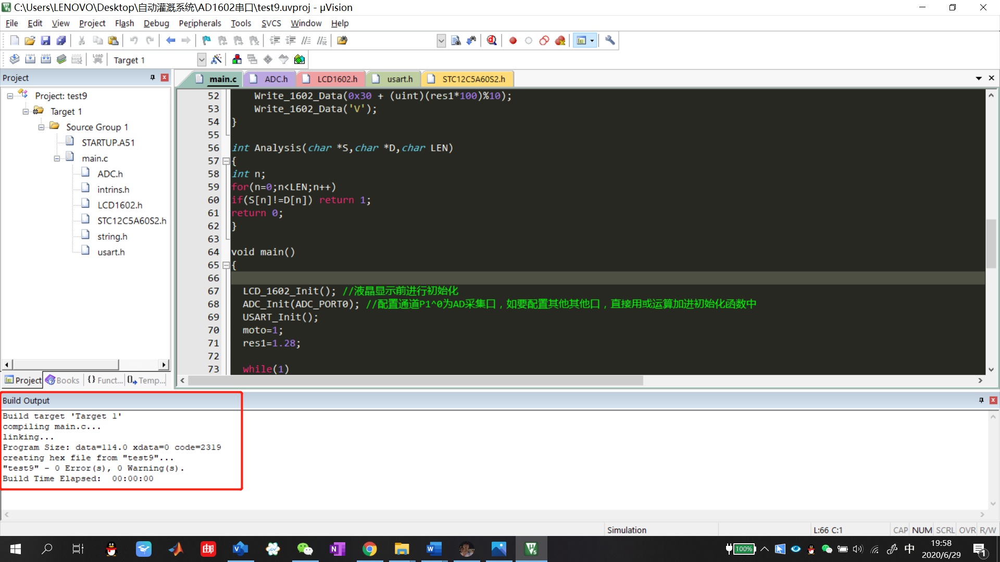 C:\Users\LENOVO\Desktop\自动灌溉系统\AD1602串口\test9.uvproj - µVision
File Edit View Project Flash Debug Peripherals Tools SVCS Window Help
LOAD Target 1
Project
Project: test9
Target 1
Source Group 1
STARTUP.A51
main.c
ADC.h
intrins.h
LCD1602.h
STC12C5A60S2.h
string.h
usart.h
Project Books Funct... Temp...
main.c ADC.h LCD1602.h usart.h STC12C5A60S2.h
52 Write_1602_Data(0x30 + (uint)(res1*100)%10);
53 Write_1602_Data('V');
54 }
55
56 int Analysis(char *S,char *D,char LEN)
57 {
58 int n;
59 for(n=0;n<LEN;n++)
60 if(S[n]!=D[n]) return 1;
61 return 0;
62 }
63
64 void main()
65 {
66
67 LCD_1602_Init(); //液晶显示前进行初始化
68 ADC_Init(ADC_PORT0); //配置通道P1^0为AD采集口，如要配置其他其他口，直接用或运算加进初始化函数中
69 USART_Init();
70 moto=1;
71 res1=1.28;
72
73 while(1)
Build Output
Build target 'Target 1'
compiling main.c...
linking...
Program Size: data=114.0 xdata=0 code=2319
creating hex file from "test9"...
"test9" - 0 Error(s), 0 Warning(s).
Build Time Elapsed:  00:00:00
Simulation L:66 C:1 CAP NUM SCRL OVR R/W
100% 中 19:58
2020/6/29
1